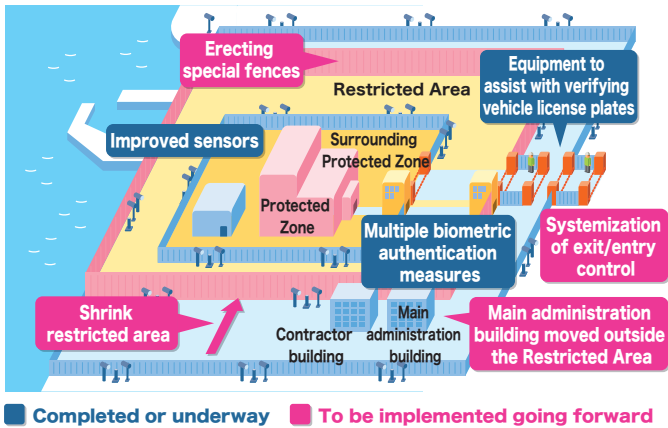 Erecting
special fences
Equipment to
assist with verifying
vehicle license plates
Restricted Area
Improved sensors
Surrounding
Protected Zone
Protected
Zone
Multiple biometric
authentication
measures
Systemization
of exit/entry
control
Shrink
restricted area
Contractor
building
Main
administration
building
Main administration
building moved outside
the Restricted Area
Completed or underway
To be implemented going forward